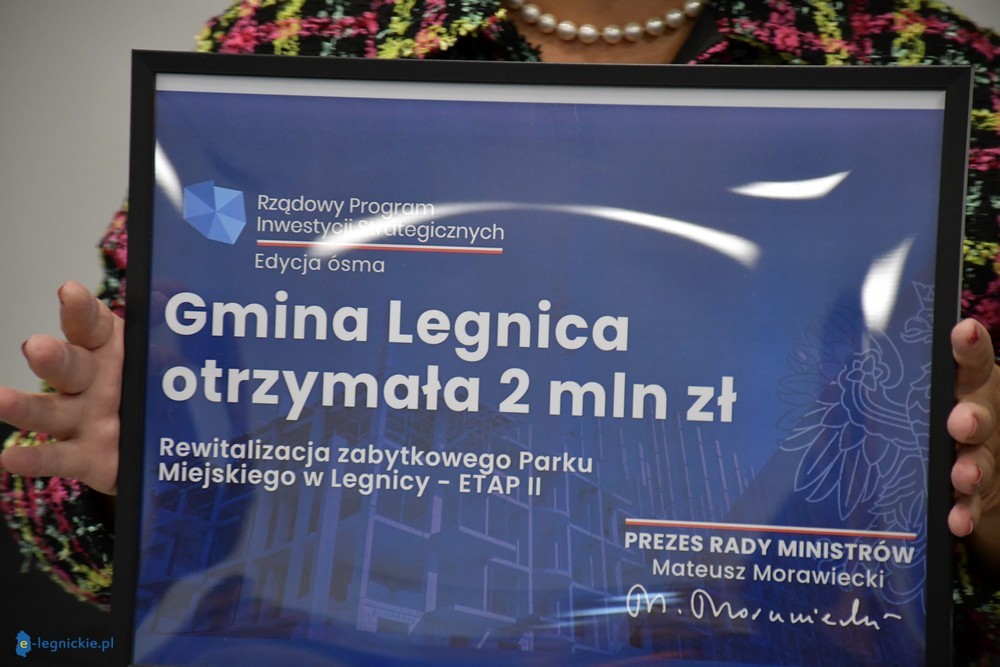 Rządowy Program
Inwestycji Strategicznych
Edycja ósma
Gmina Legnica
otrzymała 2 mln zł
Rewitalizacja zabytkowego Parku
Miejskiego w Legnicy - ETAP II
PREZES RADY MINISTRÓW
Mateusz Morawiecki
M. Morawiecki
e-legnickie.pl